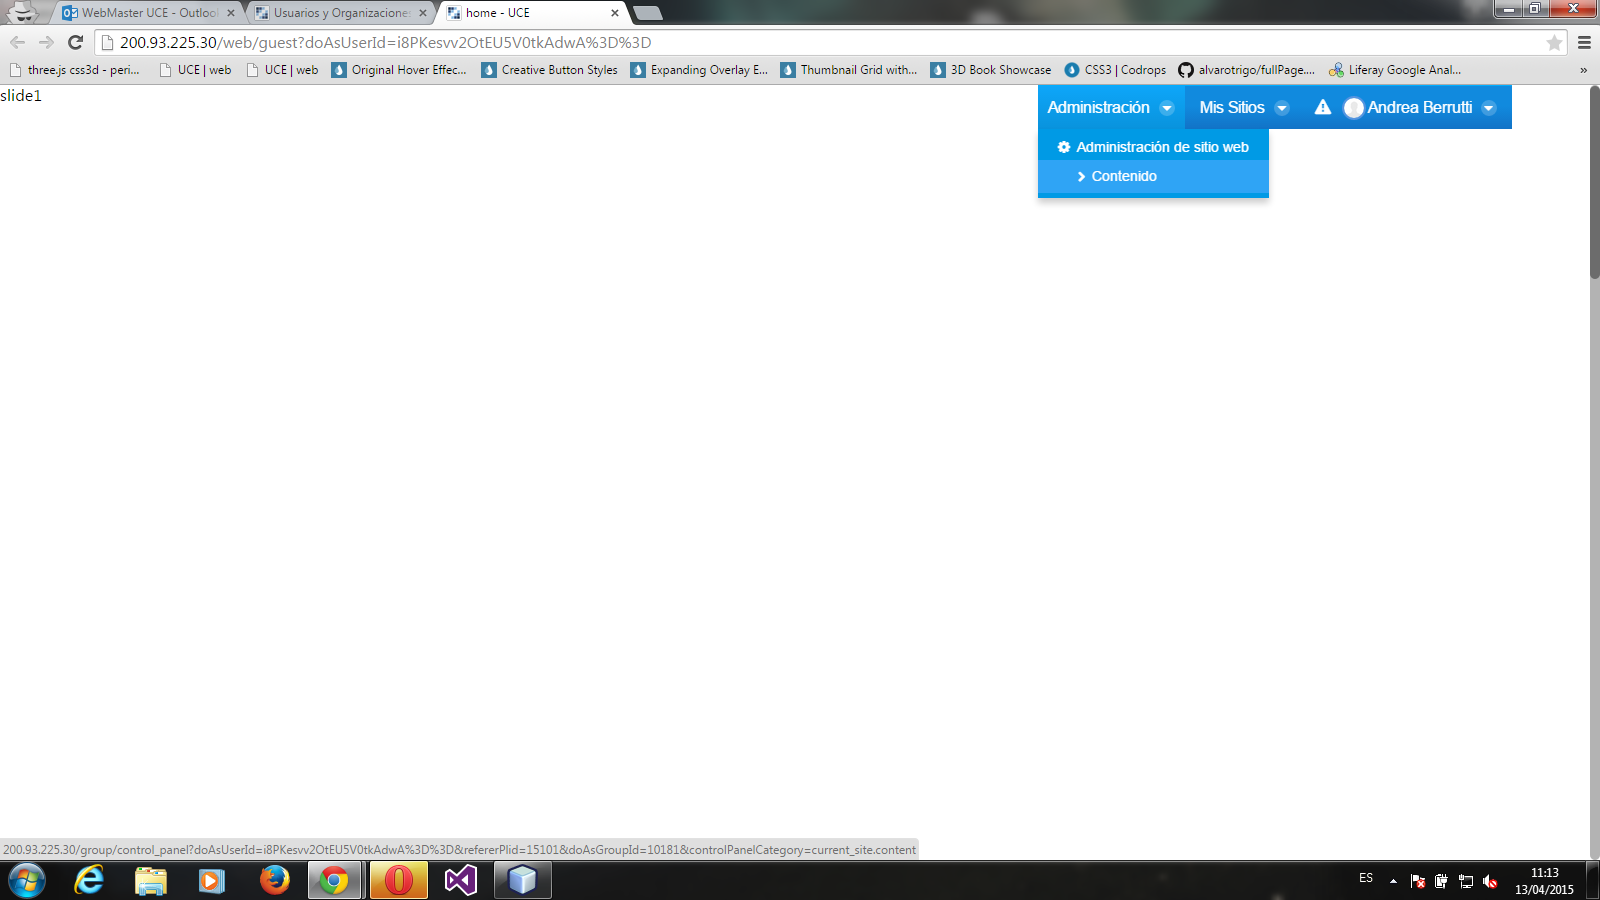 WebMaster UCE - Outloo
Usuarios y Organizaciones
home - UCE
200.93.225.30/web/guest?doAsUserId=i8PKesvv2OtEU5V0tkAdwA%3D%3D
three.js css3d - peri...
UCE | web
UCE | web
Original Hover Effec...
Creative Button Styles
Expanding Overlay E...
Thumbnail Grid with...
3D Book Showcase
CSS3 | Codrops
alvarotrigo/fullPage....
Liferay Google Anal...
»
slide1
Administración
Mis Sitios
Andrea Berrutti
Administración de sitio web
Contenido
200.93.225.30/group/control_panel?doAsUserId=i8PKesvv2OtEU5V0tkAdwA%3D%3D&refererPlid=15101&doAsGroupId=10181&controlPanelCategory=current_site.content
ES
11:13
13/04/2015